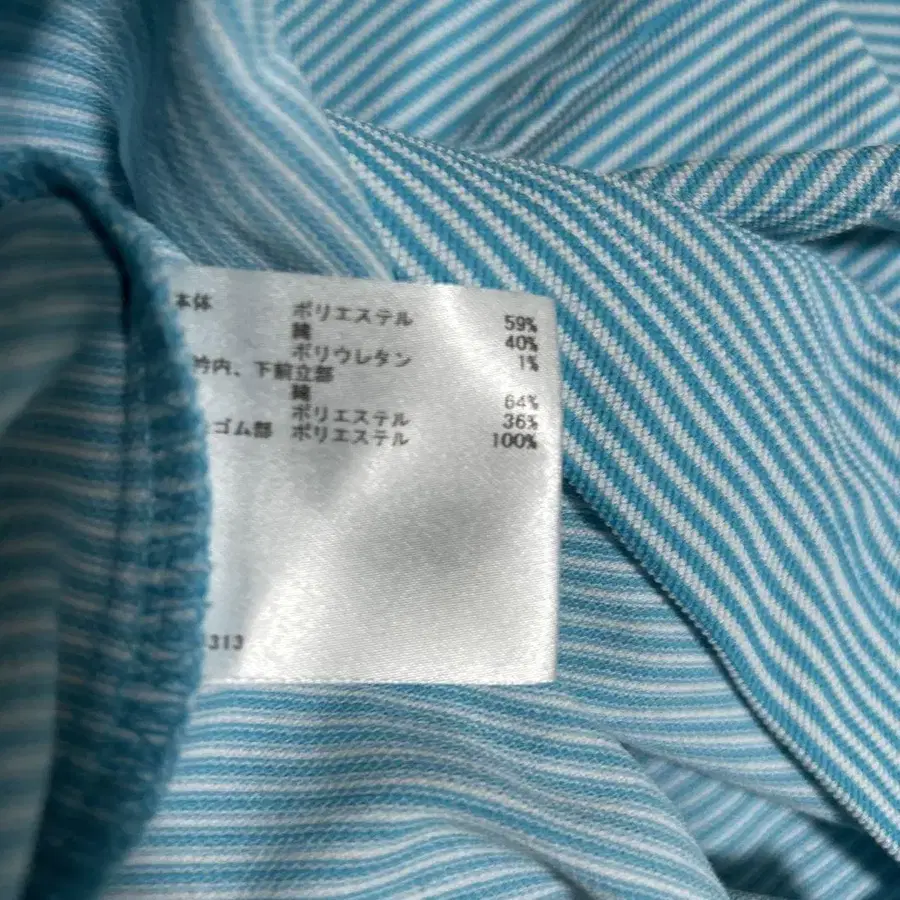 本体 ポリエステル 59%
綿 40%
ポリウレタン 1%
衿内、下前立部
綿 64%
ポリエステル 36%
ゴム部 ポリエステル 100%
313